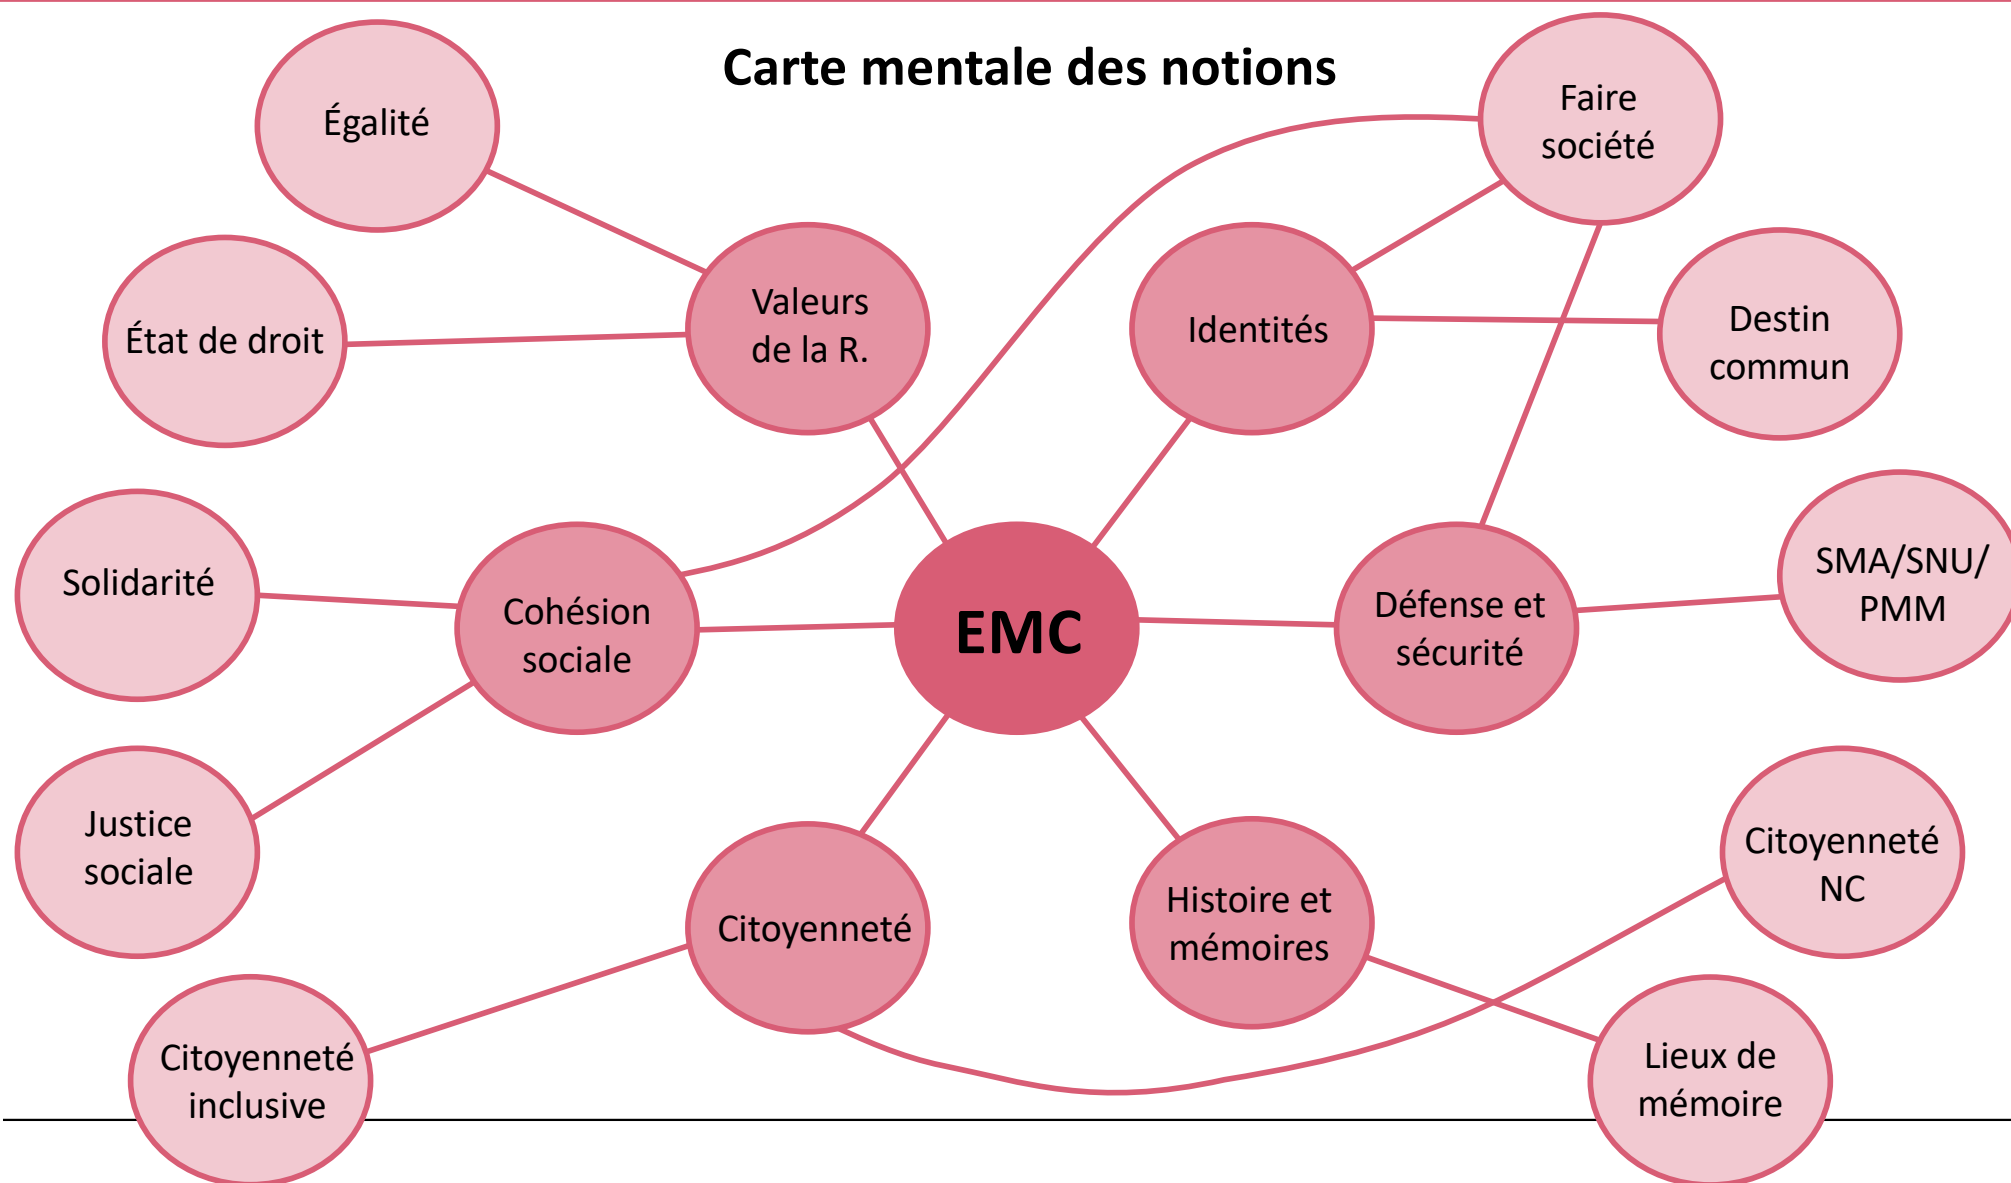 Carte mentale des notions
Égalité
Faire
société
Valeurs
de la R.
Identités
État de droit
Destin
commun
Solidarité
Cohésion
sociale
EMC
Défense et
sécurité
SMA/SNU/
PMM
Justice
sociale
Citoyenneté
Histoire et
mémoires
Citoyenneté
NC
Citoyenneté
inclusive
Lieux de
mémoire